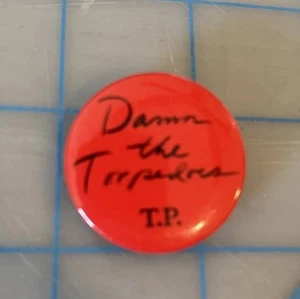 Damn
the
Torpedoes
T.P.